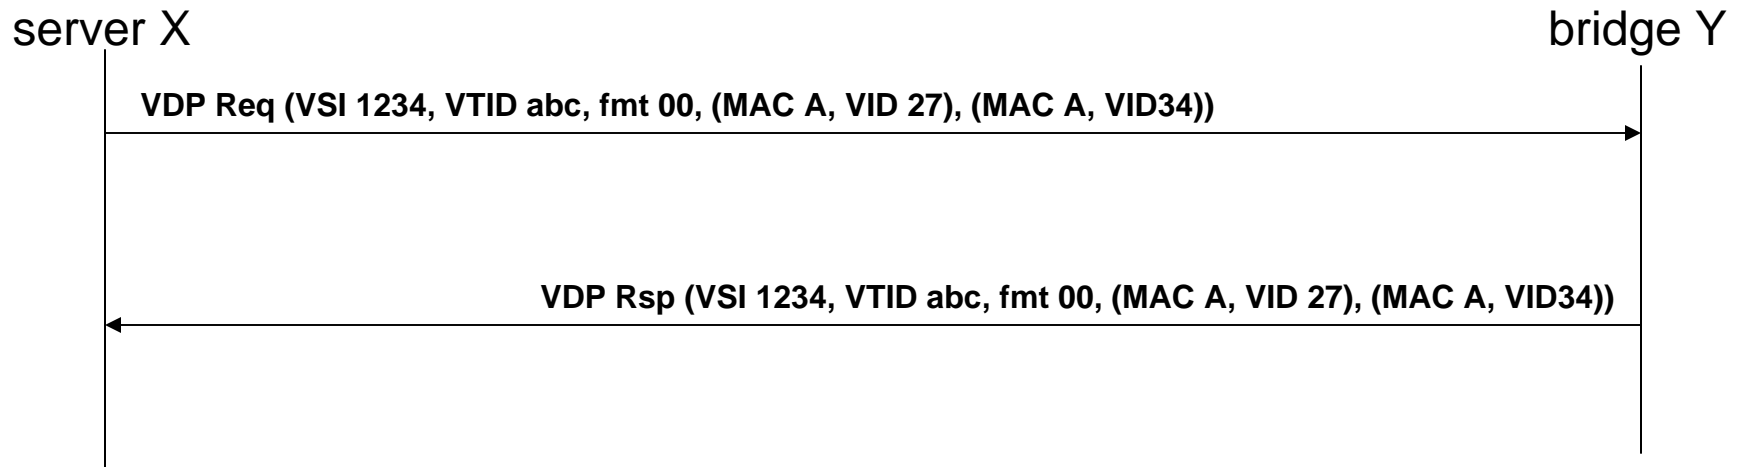 server X
bridge Y
VDP Req (VSI 1234, VTID abc, fmt 00, (MAC A, VID 27), (MAC A, VID34))
VDP Rsp (VSI 1234, VTID abc, fmt 00, (MAC A, VID 27), (MAC A, VID34))